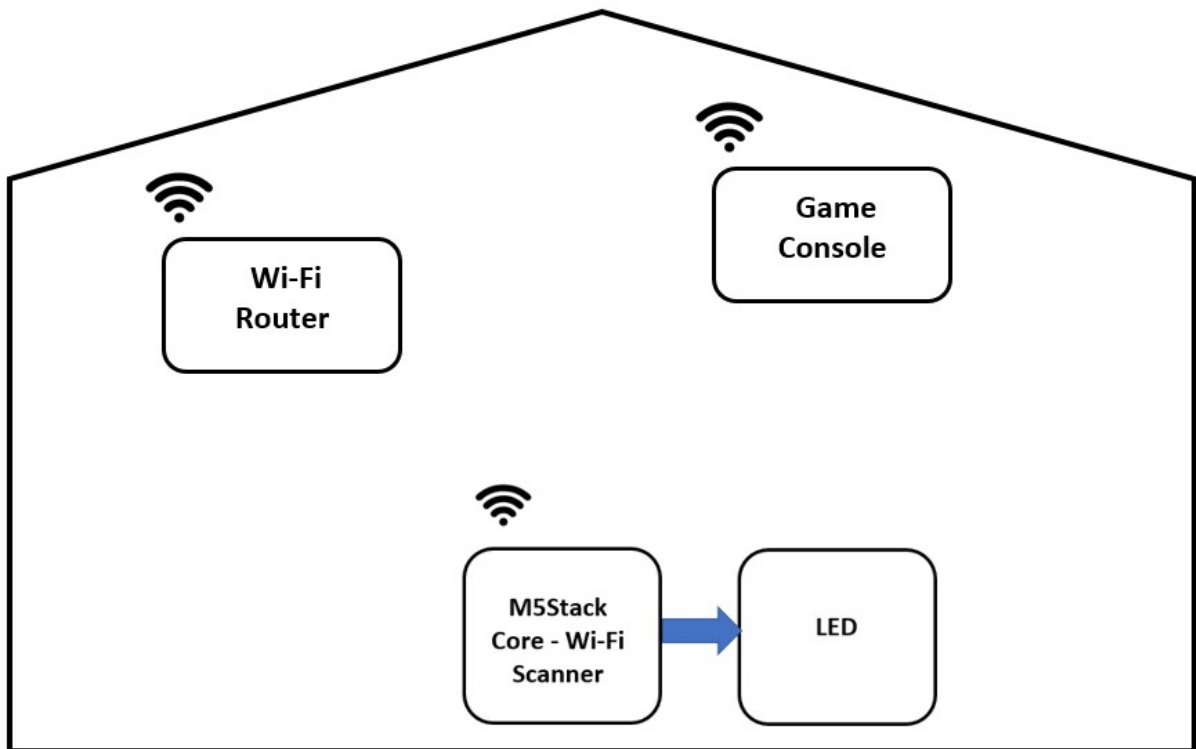 Wi-Fi
Router
Game
Console
M5Stack
Core - Wi-Fi
Scanner
LED